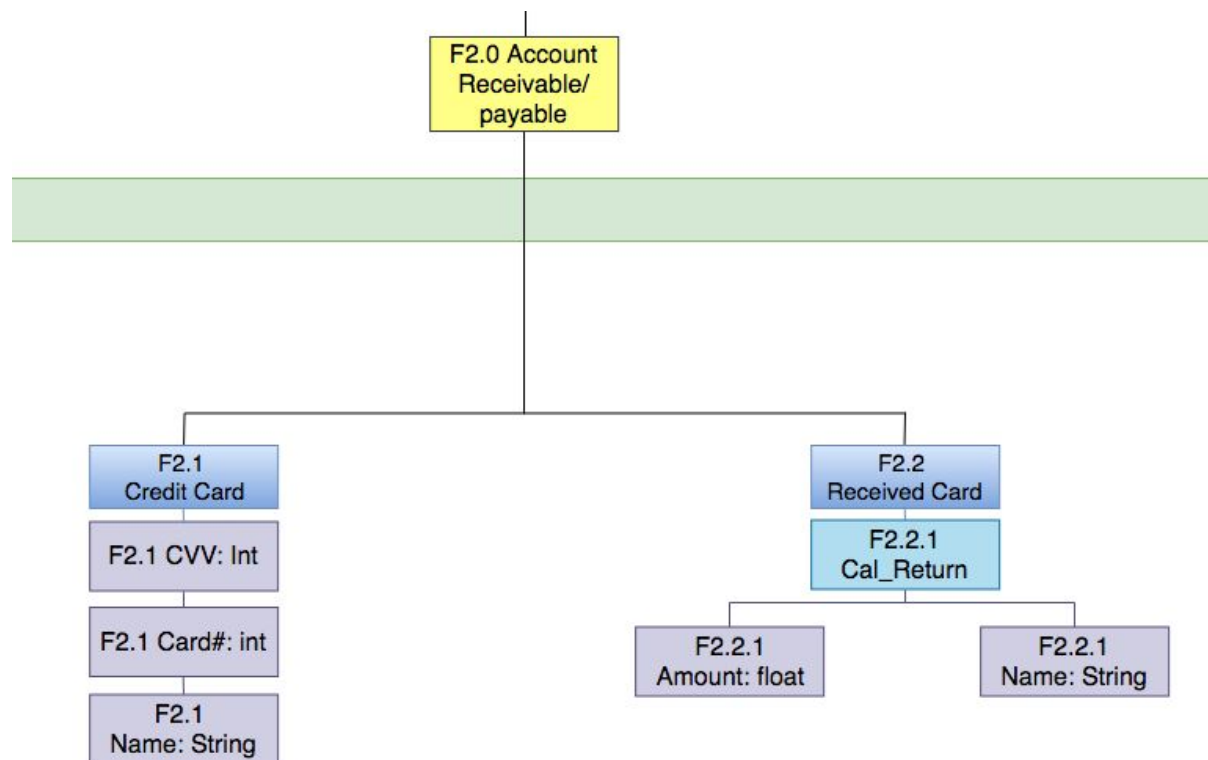 F2.0 Account
Receivable/
payable
F2.1
Credit Card
F2.1 CVV: Int
F2.1 Card#: int
F2.1
Name: String
F2.2
Received Card
F2.2.1
Cal_Return
F2.2.1
Amount: float
F2.2.1
Name: String